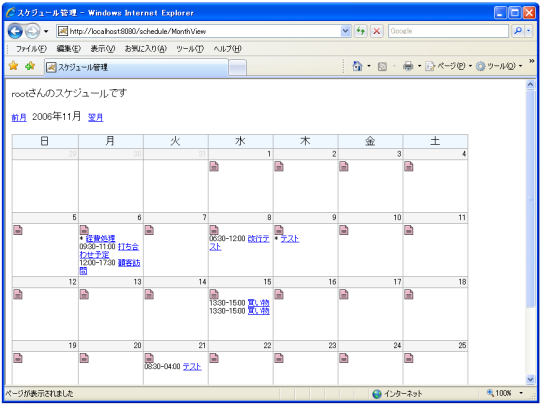 スケジュール管理 - Windows Internet Explorer
http://localhost:8080/schedule/MonthView
Google
ファイル(F) 編集(E) 表示(V) お気に入り(A) ツール(T) ヘルプ(H)
スケジュール管理
ページ(P) ツール(O)
rootさんのスケジュールです
前月 2006年11月 翌月
日 月 火 水 木 金 土
29 30 31 1 2 3 4
5 6 7 8 9 10 11
* 経費処理
09:30-11:00 打ち合
わせ予定
12:00-17:30 顧客訪
問
06:30-12:00 改行テ
スト
* テスト
12 13 14 15 16 17 18
13:30-15:00 買い物
13:30-15:00 買い物
19 20 21 22 23 24 25
08:30-04:00 テスト
ページが表示されました
インターネット
100%